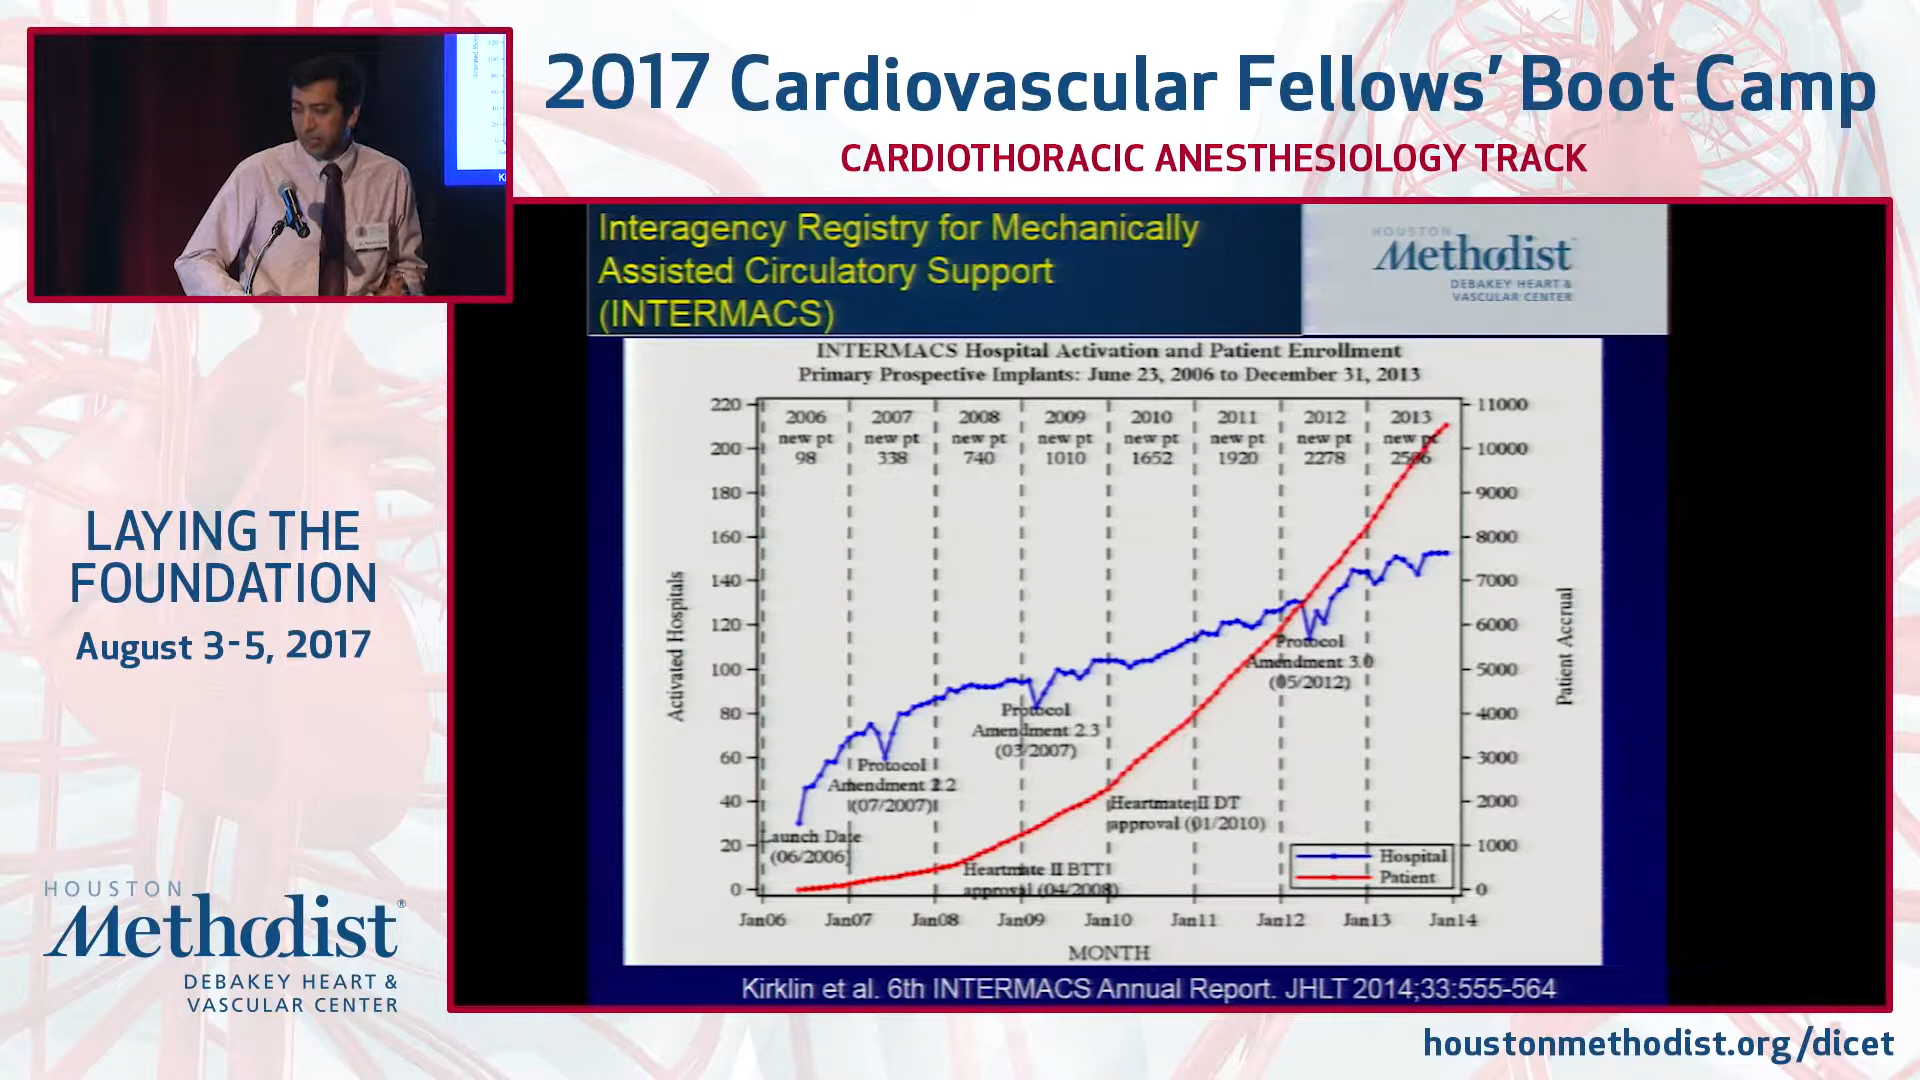 2017 Cardiovascular Fellows' Boot Camp
CARDIOTHORACIC ANESTHESIOLOGY TRACK
Interagency Registry for Mechanically
Assisted Circulatory Support
(INTERMACS)
HOUSTON
Methodist
DEBAKEY HEART &
VASCULAR CENTER
INTERMACS Hospital Activation and Patient Enrollment
Primary Prospective Implants: June 23, 2006 to December 31, 2013
2006 2007 2008 2009 2010 2011 2012 2013
new pt new pt new pt new pt new pt new pt new pt new pt
98 338 740 1010 1652 1920 2278
220
200
180
160
140
120
100
80
60
40
20
0
Activated Hospitals
11000
10000
9000
8000
7000
6000
5000
4000
3000
2000
1000
0
Patient Accrual
Protocol
Amendment 3.0
(05/2012)
Protocol
Amendment 2.3
(03/2007)
Protocol
Amendment 2.2
(07/2007)
Launch Date
(06/2006)
Heartmate II DT
approval (01/2010)
Heartmate II BTT
approval (04/2008)
Hospital
Patient
Jan06 Jan07 Jan08 Jan09 Jan10 Jan11 Jan12 Jan13 Jan14
MONTH
Kirklin et al. 6th INTERMACS Annual Report. JHLT 2014;33:555-564
LAYING THE
FOUNDATION
August 3-5, 2017
HOUSTON
Methodist®
DEBAKEY HEART &
VASCULAR CENTER
houstonmethodist.org/dicet